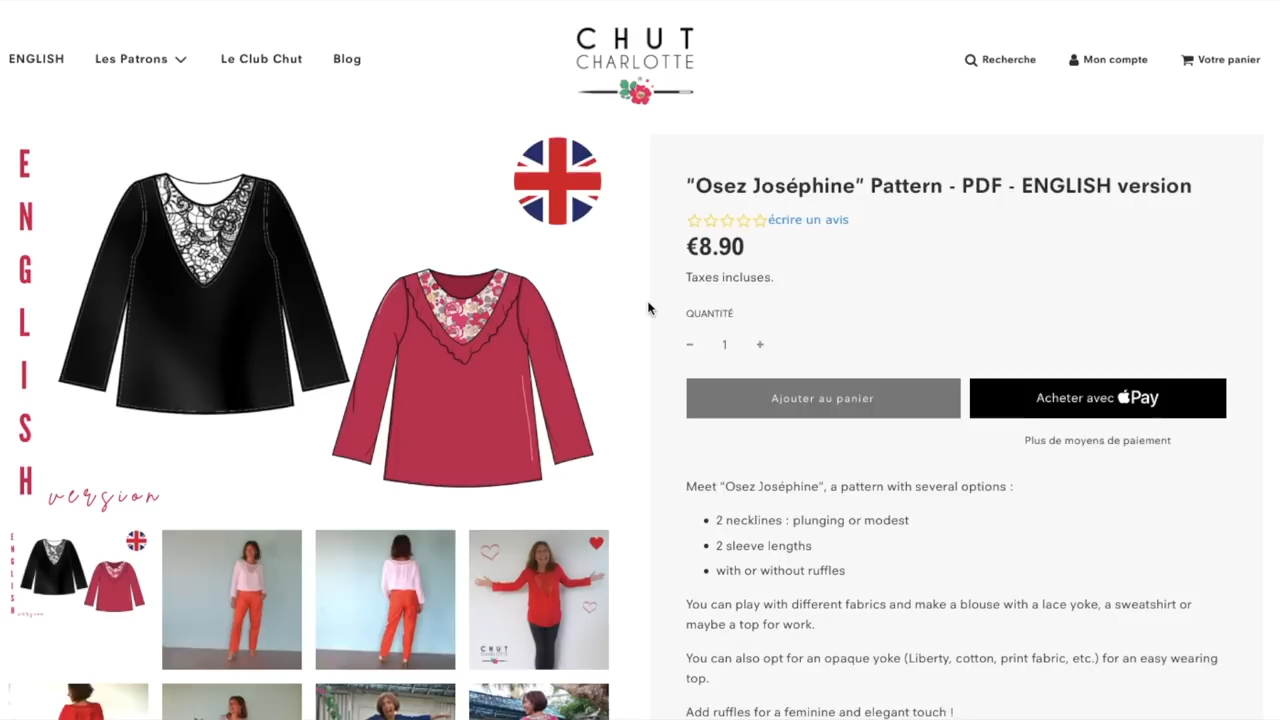 ENGLISH
Les Patrons
Le Club Chut
Blog
CHUT
CHARLOTTE
Recherche
Mon compte
Votre panier
ENGLISH
version
“Osez Joséphine” Pattern - PDF - ENGLISH version
écrire un avis
€8.90
Taxes incluses.
QUANTITÉ
− 1 +
Ajouter au panier
Acheter avec Pay
Plus de moyens de paiement
Meet “Osez Joséphine”, a pattern with several options :
• 2 necklines : plunging or modest
• 2 sleeve lengths
• with or without ruffles
You can play with different fabrics and make a blouse with a lace yoke, a sweatshirt or
maybe a top for work.
You can also opt for an opaque yoke (Liberty, cotton, print fabric, etc.) for an easy wearing
top.
Add ruffles for a feminine and elegant touch !
ENGLISH
version
CHUT
CHARLOTTE